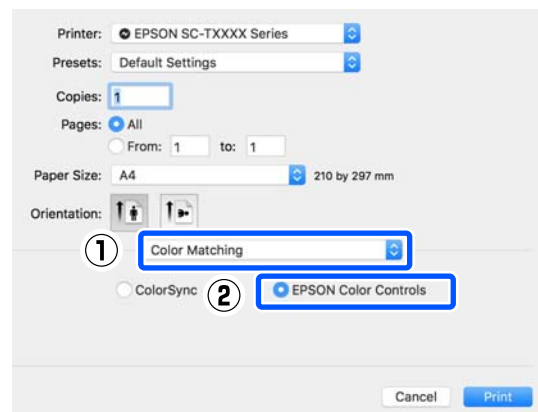 Printer: EPSON SC-TXXXX Series
Presets: Default Settings
Copies: 1
Pages: All
From: 1 to: 1
Paper Size: A4 210 by 297 mm
Orientation:
① Color Matching
ColorSync ② EPSON Color Controls
Cancel Print